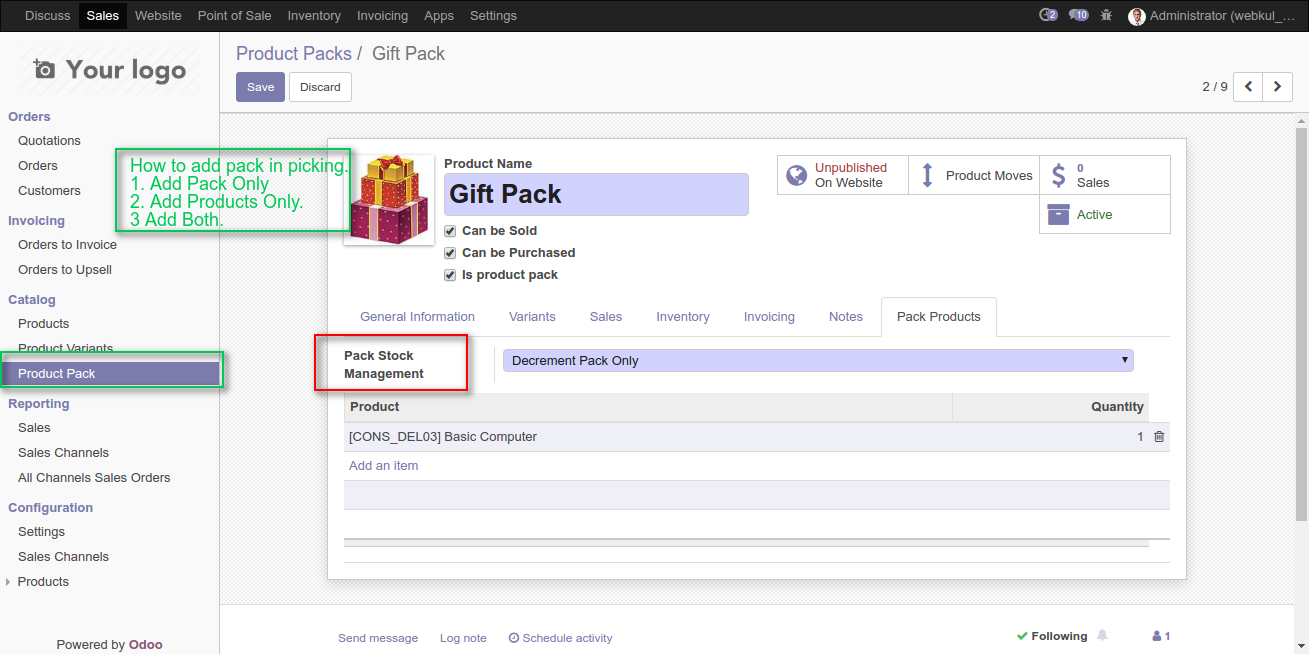 Discuss Sales Website Point of Sale Inventory Invoicing Apps Settings 2 10 Administrator (webkul_...
Your logo
Product Packs / Gift Pack
Save Discard
2 / 9
Orders
Quotations
Orders
Customers
Invoicing
Orders to Invoice
Orders to Upsell
Catalog
Products
Product Variants
Product Pack
Reporting
Sales
Sales Channels
All Channels Sales Orders
Configuration
Settings
Sales Channels
Products
Powered by Odoo
How to add pack in picking.
1. Add Pack Only
2. Add Products Only.
3 Add Both.
Product Name
Gift Pack
Can be Sold
Can be Purchased
Is product pack
Unpublished
On Website
Product Moves
0
Sales
Active
General Information Variants Sales Inventory Invoicing Notes Pack Products
Pack Stock
Management
Decrement Pack Only
Product Quantity
[CONS_DEL03] Basic Computer 1
Add an item
Send message Log note Schedule activity Following 1